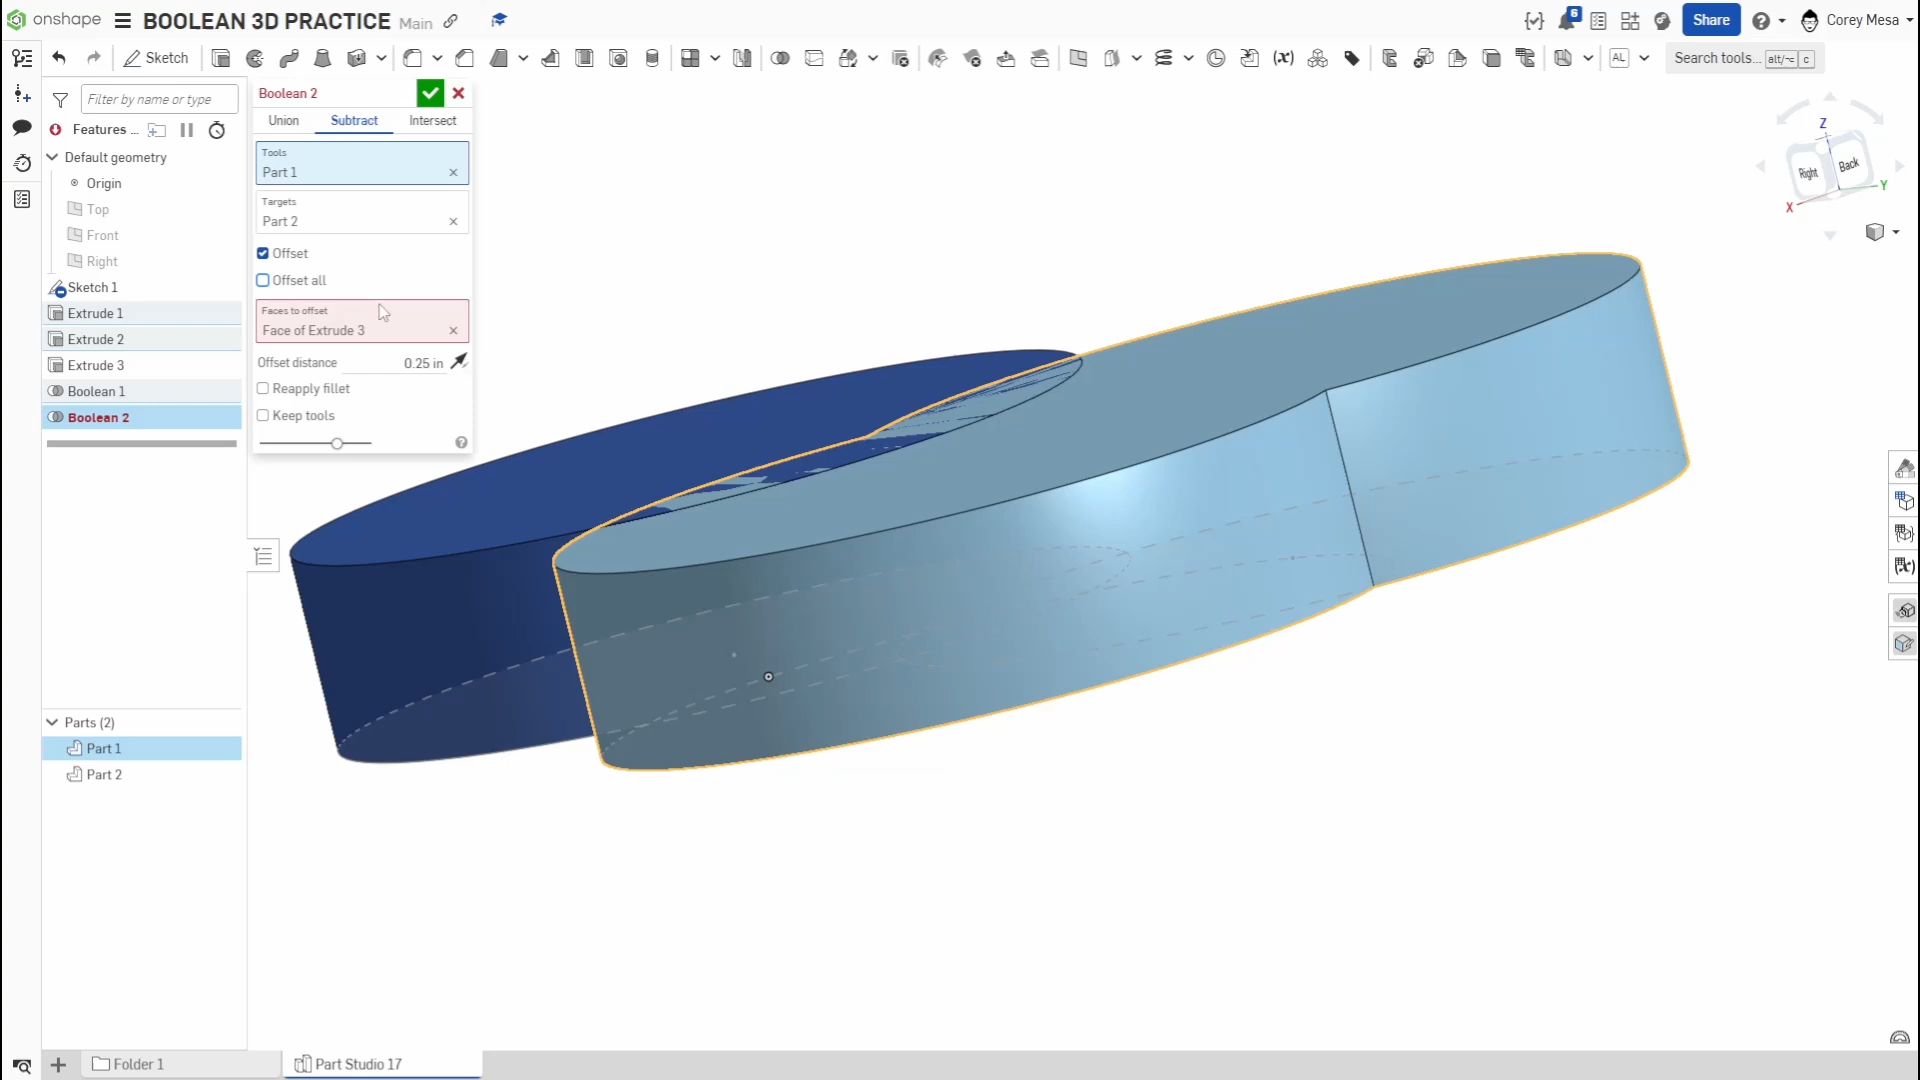 onshape
BOOLEAN 3D PRACTICE Main
6
Share
Corey Mesa
Sketch
(x)
AL
Search tools... alt/⌥ c
Filter by name or type
Features ...
Default geometry
Origin
Top
Front
Right
Sketch 1
Extrude 1
Extrude 2
Extrude 3
Boolean 1
Boolean 2
Boolean 2
Union Subtract Intersect
Tools
Part 1
Targets
Part 2
Offset
Offset all
Faces to offset
Face of Extrude 3
Offset distance 0.25 in
Reapply fillet
Keep tools
Z
Right
Back
Y
X
(x)
Parts (2)
Part 1
Part 2
Folder 1
Part Studio 17